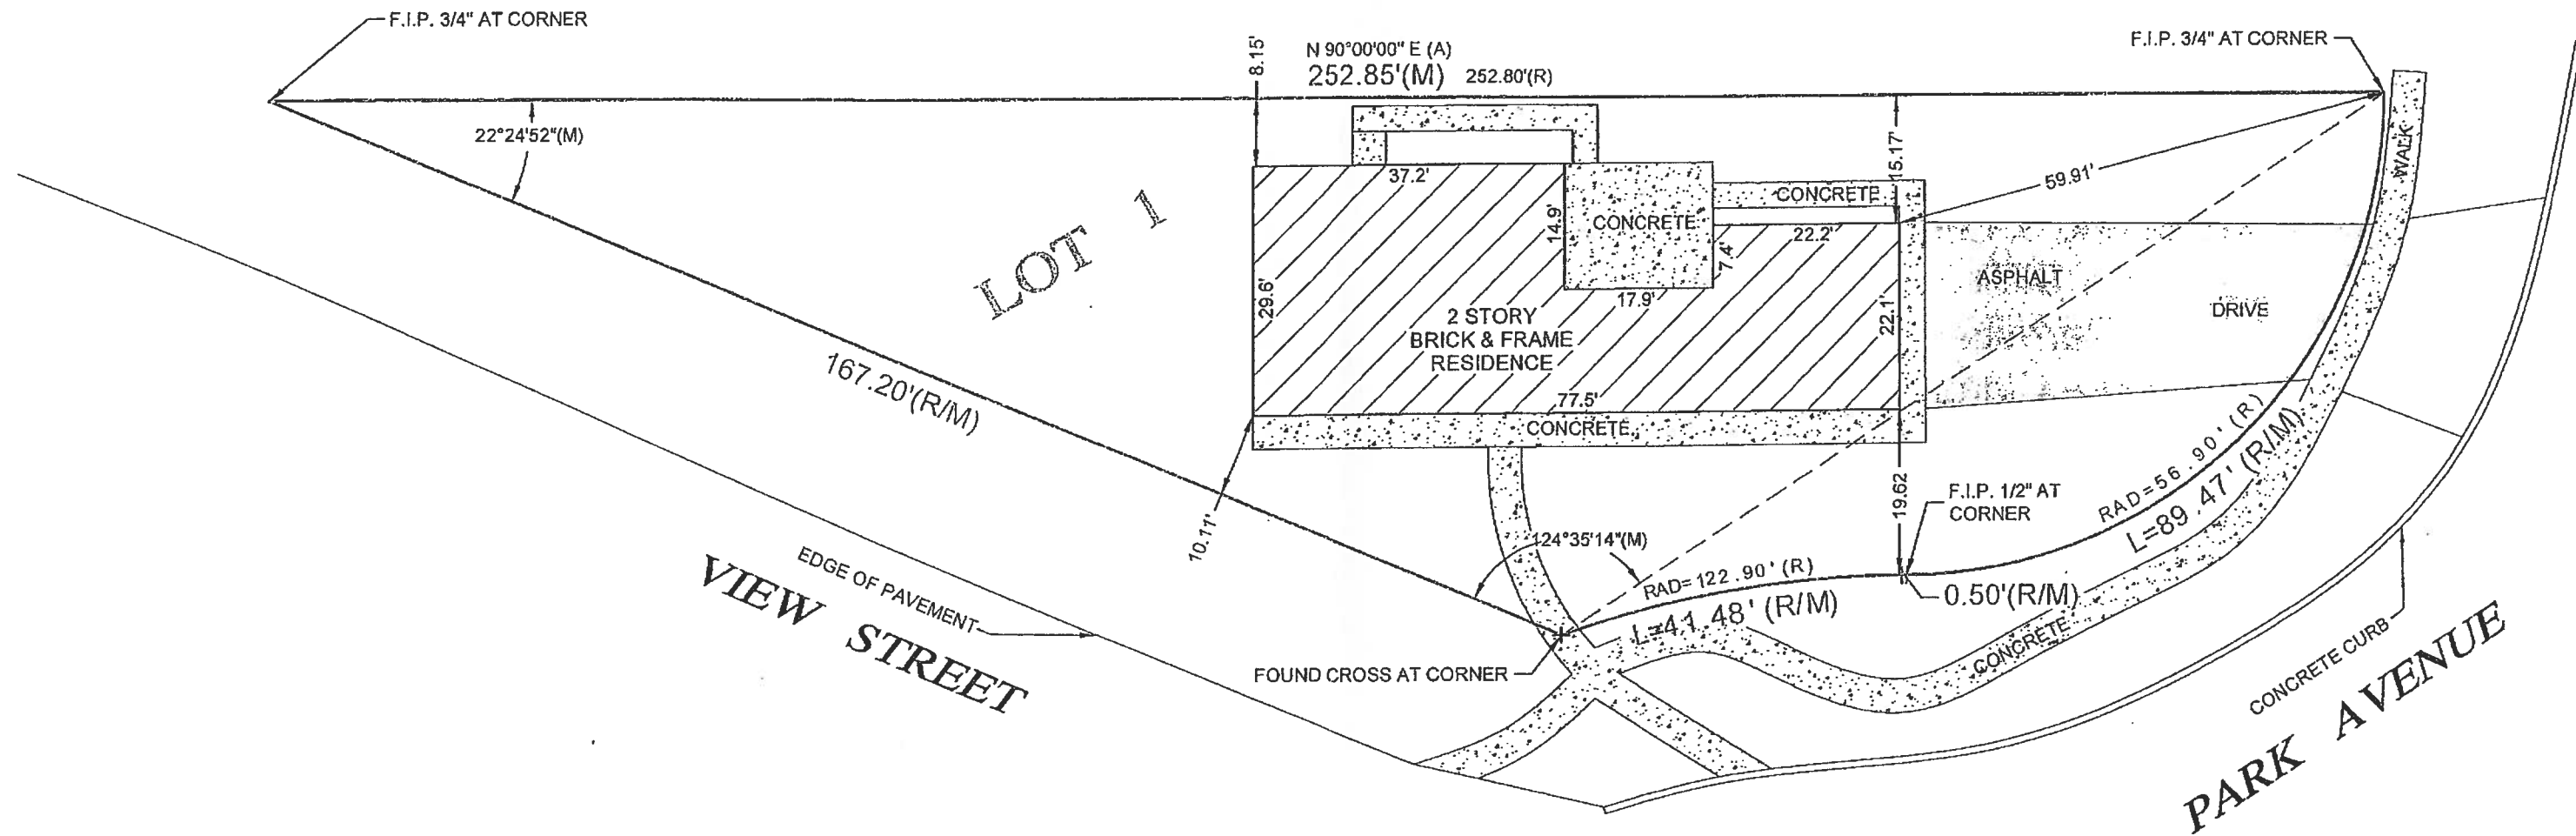 F.I.P. 3/4" AT CORNER
8.15'
N 90°00'00" E (A)
252.85'(M) 252.80'(R)
F.I.P. 3/4" AT CORNER
22°24'52"(M)
LOT 1
37.2'
14.9'
CONCRETE
CONCRETE
15.17'
59.91'
WALK
22.2'
7.4'
17.9'
29.6'
2 STORY
BRICK & FRAME
RESIDENCE
22.1'
ASPHALT
DRIVE
77.5'
CONCRETE
167.20'(R/M)
10.11'
19.62
F.I.P. 1/2" AT
CORNER
RAD=56.90'(R)
L=89.47' (R/M)
124°35'14"(M)
RAD=122.90'(R)
L=41.48' (R/M)
0.50'(R/M)
EDGE OF PAVEMENT
VIEW STREET
FOUND CROSS AT CORNER
CONCRETE
CONCRETE CURB
PARK AVENUE